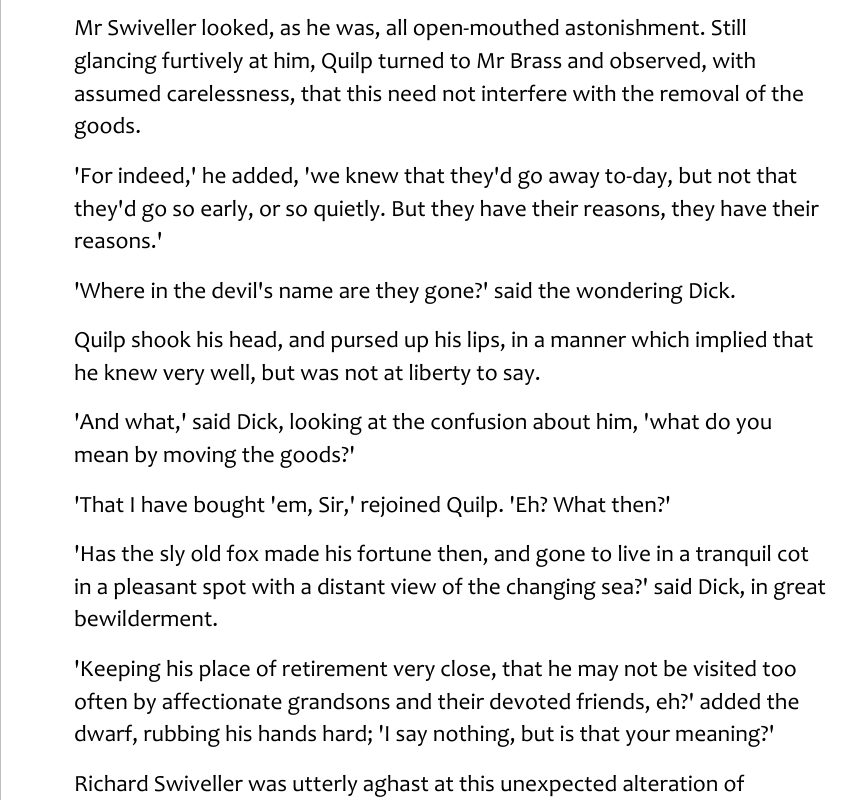 Mr Swiveller looked, as he was, all open-mouthed astonishment. Still
glancing furtively at him, Quilp turned to Mr Brass and observed, with
assumed carelessness, that this need not interfere with the removal of the
goods.
'For indeed,' he added, 'we knew that they'd go away to-day, but not that
they'd go so early, or so quietly. But they have their reasons, they have their
reasons.'
'Where in the devil's name are they gone?' said the wondering Dick.
Quilp shook his head, and pursed up his lips, in a manner which implied that
he knew very well, but was not at liberty to say.
'And what,' said Dick, looking at the confusion about him, 'what do you
mean by moving the goods?'
'That I have bought 'em, Sir,' rejoined Quilp. 'Eh? What then?'
'Has the sly old fox made his fortune then, and gone to live in a tranquil cot
in a pleasant spot with a distant view of the changing sea?' said Dick, in great
bewilderment.
'Keeping his place of retirement very close, that he may not be visited too
often by affectionate grandsons and their devoted friends, eh?' added the
dwarf, rubbing his hands hard; 'I say nothing, but is that your meaning?'
Richard Swiveller was utterly aghast at this unexpected alteration of